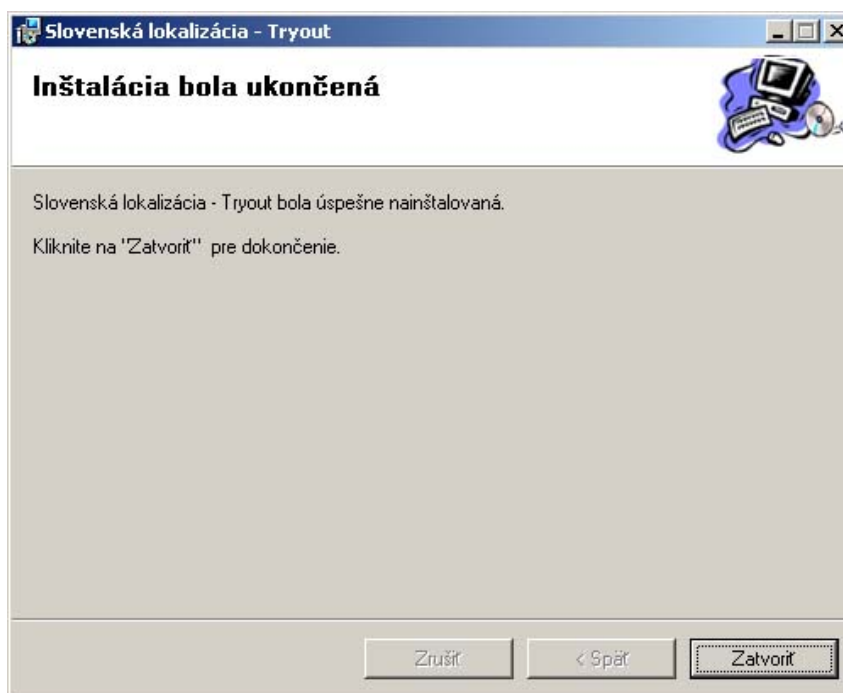 Slovenská lokalizácia - Tryout
Inštalácia bola ukončená
Slovenská lokalizácia - Tryout bola úspešne nainštalovaná.
Kliknite na "Zatvoriť" pre dokončenie.
Zrušiť
< Späť
Zatvoriť